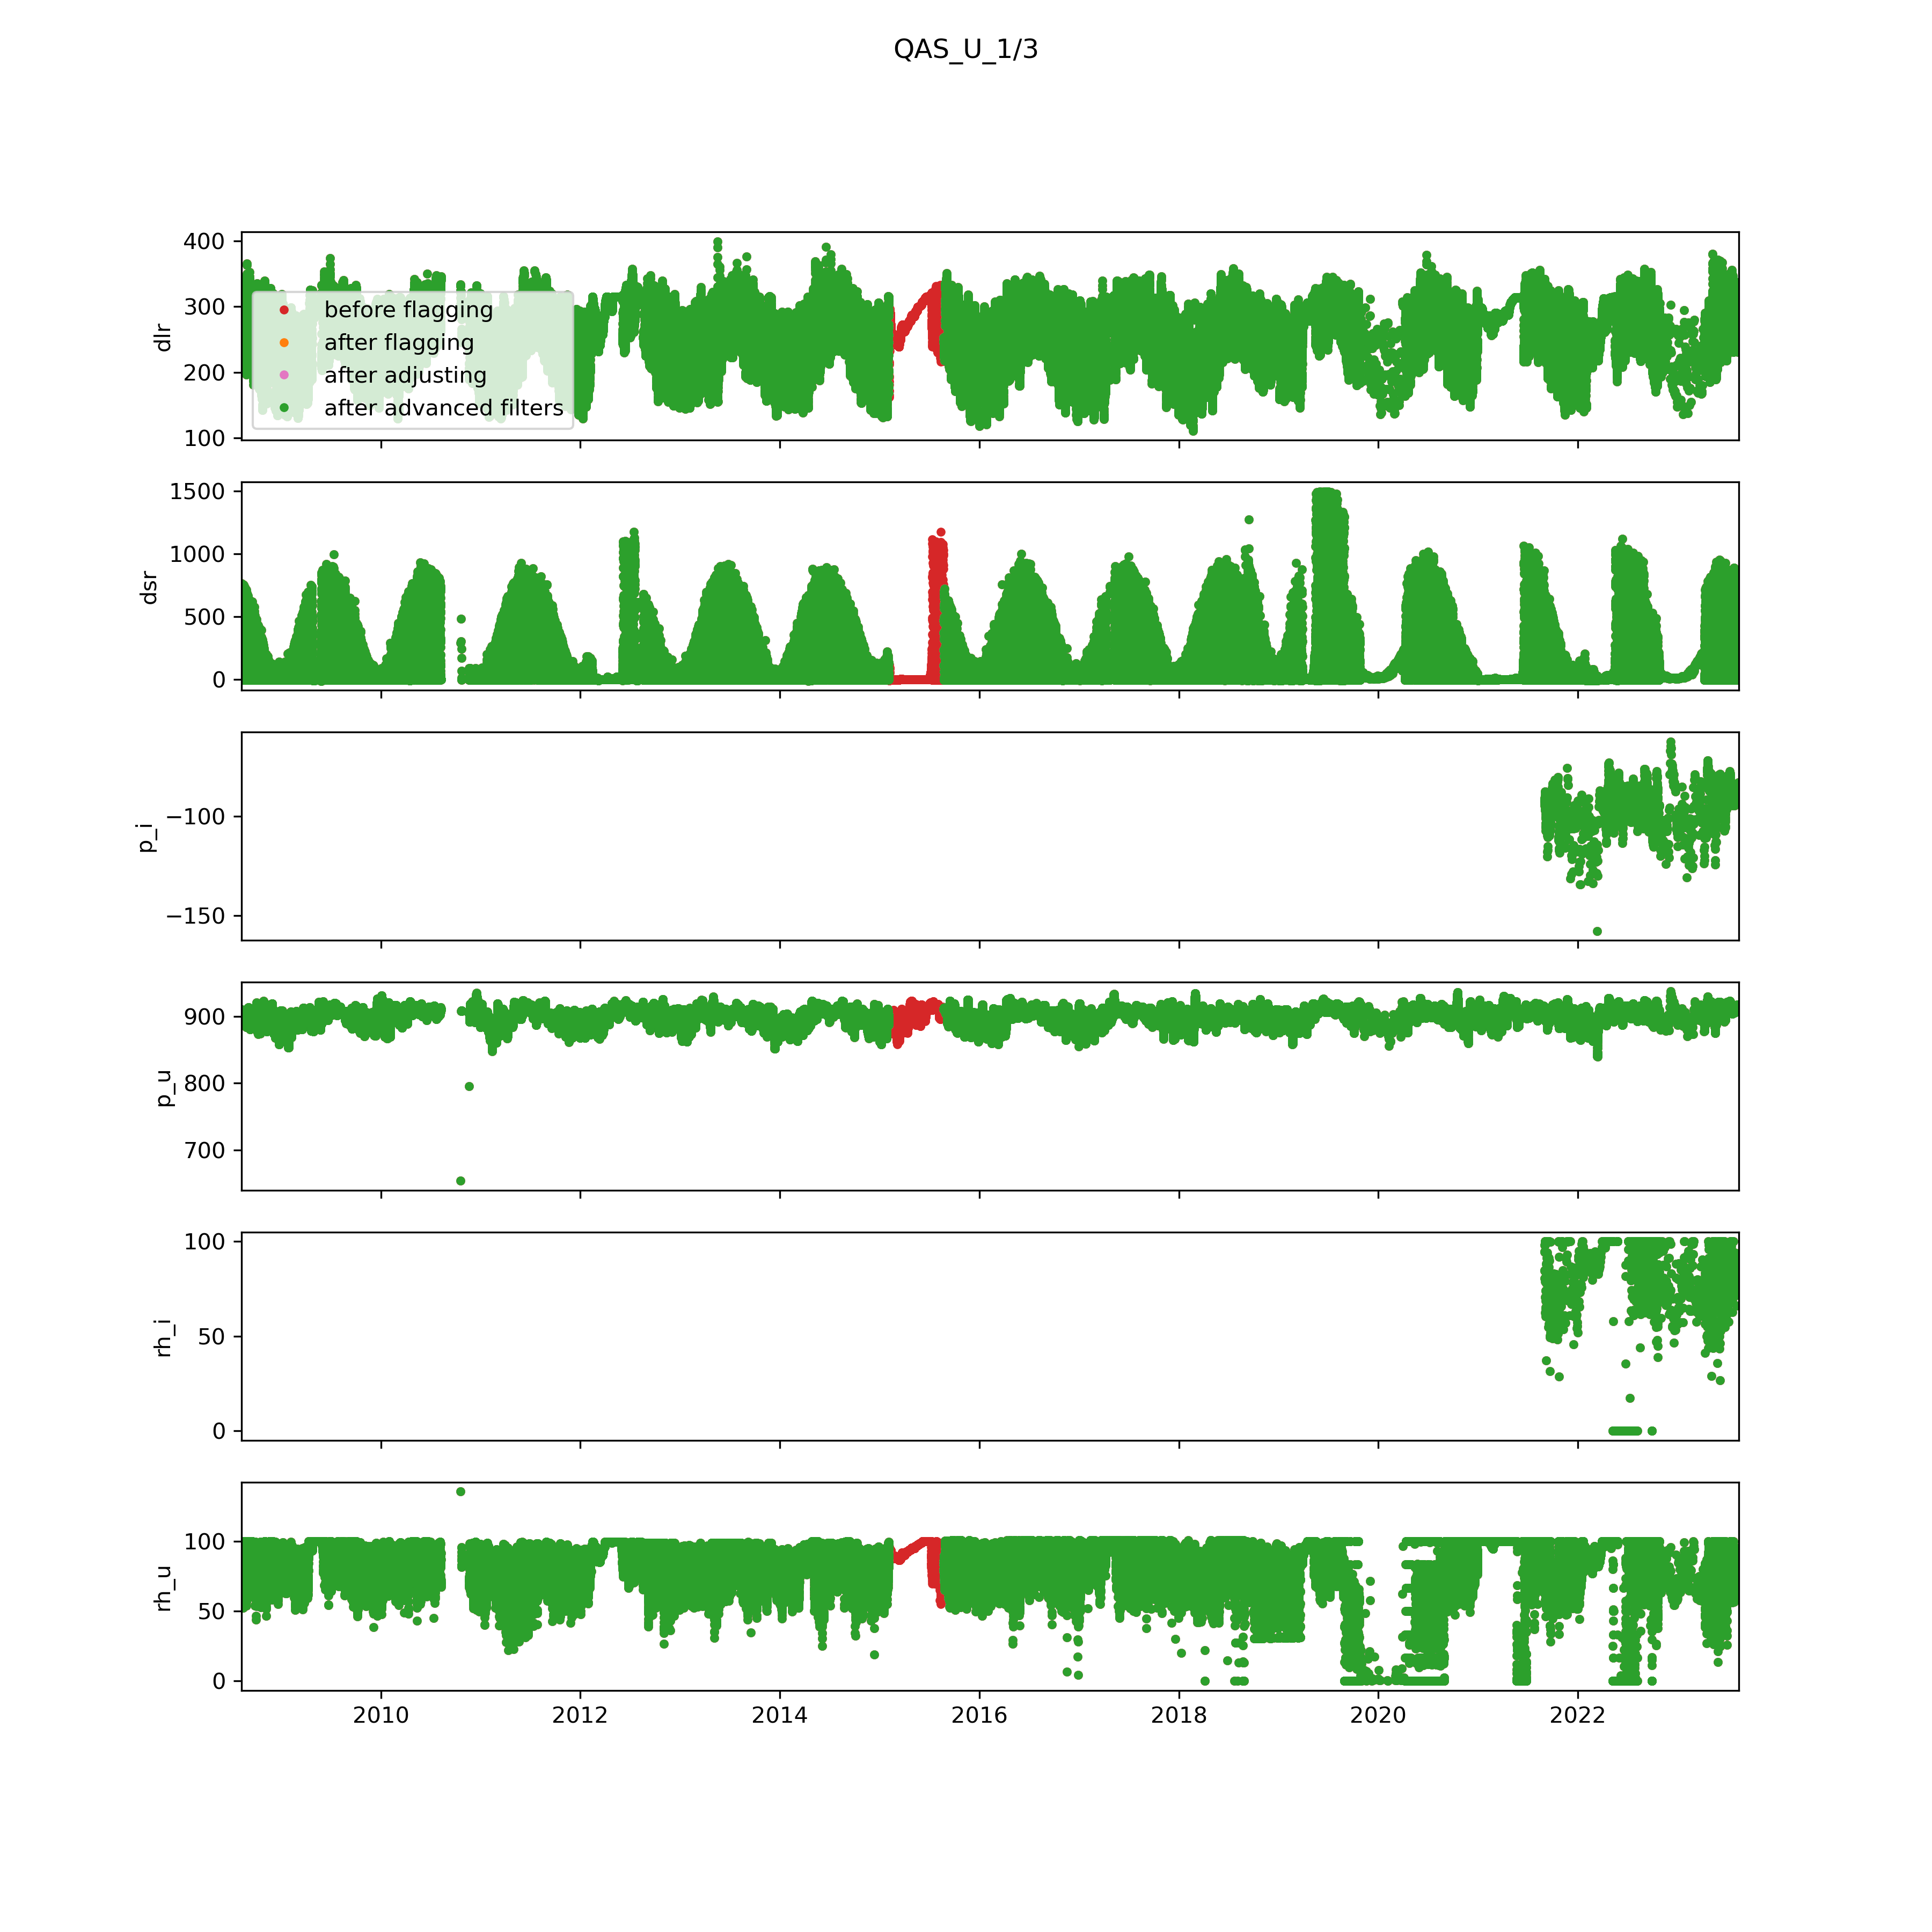 QAS_U_1/3
400
300
200
100
dlr
before flagging
after flagging
after adjusting
after advanced filters
1500
1000
500
0
dsr
−100
−150
p_i
900
800
700
p_u
100
50
0
rh_i
100
50
0
rh_u
2010 2012 2014 2016 2018 2020 2022